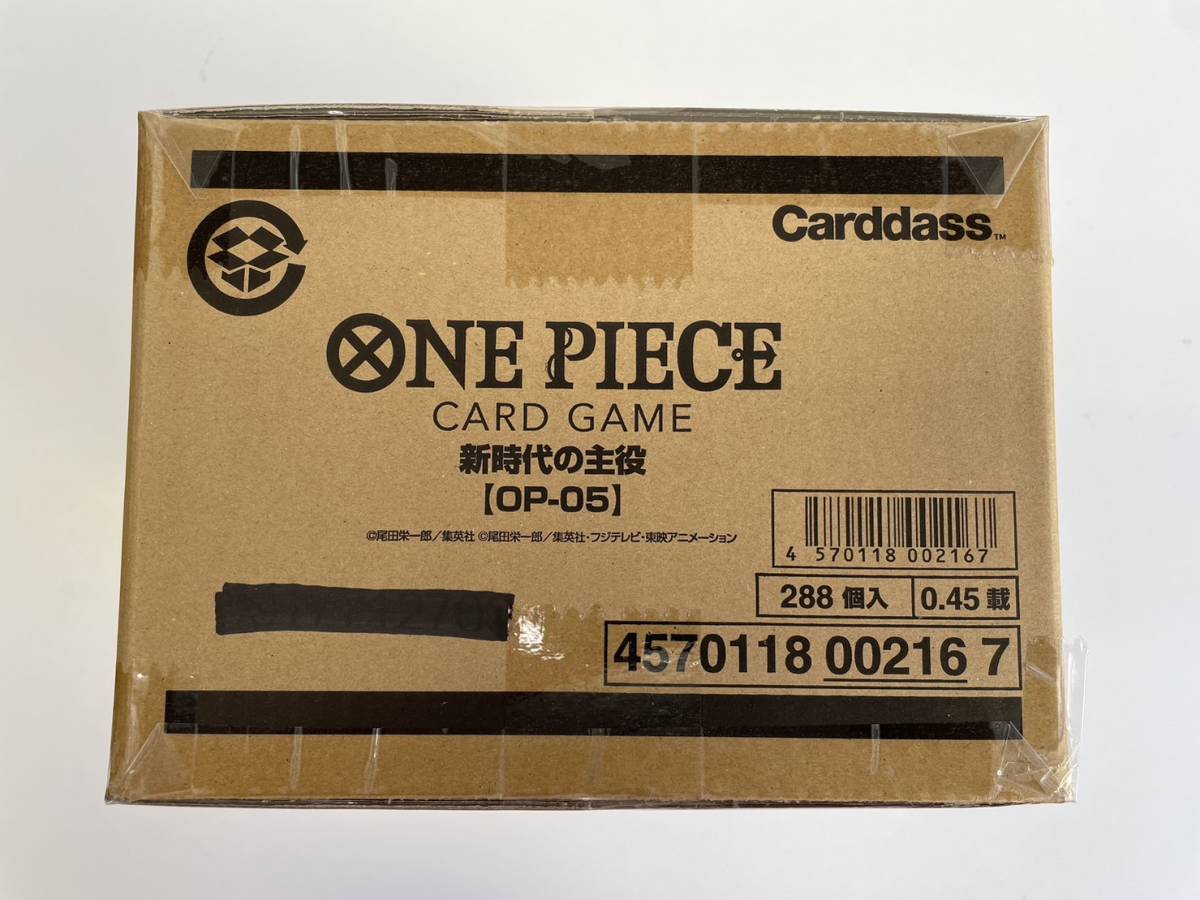 Carddass™
ONE PIECE
CARD GAME
新時代の主役
【OP-05】
©尾田栄一郎／集英社 ©尾田栄一郎／集英社・フジテレビ・東映アニメーション
4 570118 002167
288 個入 0.45 載
4570118 00216 7